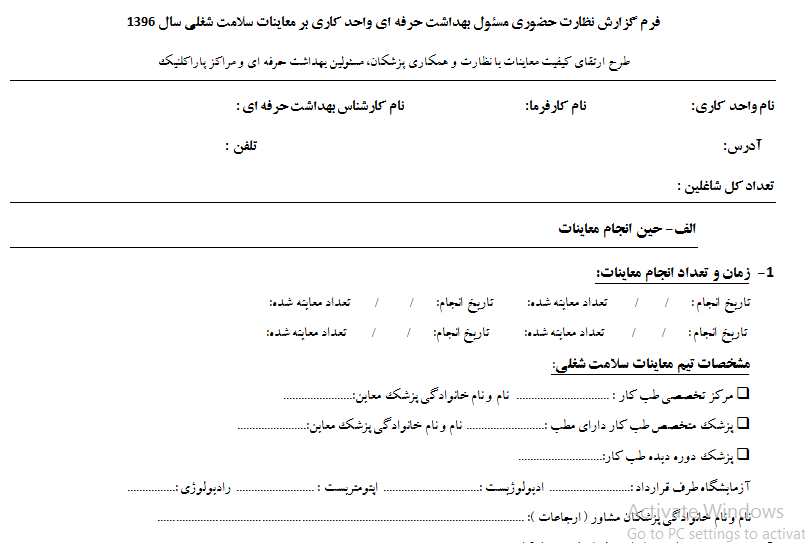 فرم گزارش نظارت حضوری مسئول بهداشت حرفه ای واحد کاری بر معاینات سلامت شغلی سال 1396
طرح ارتقای کیفیت معاینات با نظارت و همکاری پزشکان، مسئولین بهداشت حرفه ای و مراکز پاراکلنیک
نام واحد کاری: نام کارفرما: نام کارشناس بهداشت حرفه ای :
آدرس: تلفن :
تعداد کل شاغلین :
الف- حین انجام معاینات
1- زمان و تعداد انجام معاینات:
تاریخ انجام: / / تعداد معاینه شده: تاریخ انجام: / / تعداد معاینه شده:
تاریخ انجام: / / تعداد معاینه شده: تاریخ انجام: / / تعداد معاینه شده:
مشخصات تیم معاینات سلامت شغلی:
❑ مرکز تخصصی طب کار : ............................... نام و نام خانوادگی پزشک معاین:.......................
❑ پزشک متخصص طب کار دارای مطب :.......................... نام و نام خانوادگی پزشک معاین:.......................
❑ پزشک دوره دیده طب کار:............................
آزمایشگاه طرف قرارداد:........................... ادیولوژیست :................................ اپتومتریست : .......................... رادیولوژی :................
نام و نام خانوادگی پزشکان مشاور ( ارجاعات ):..........................................................................................................................
Activate Windows
Go to PC settings to activat